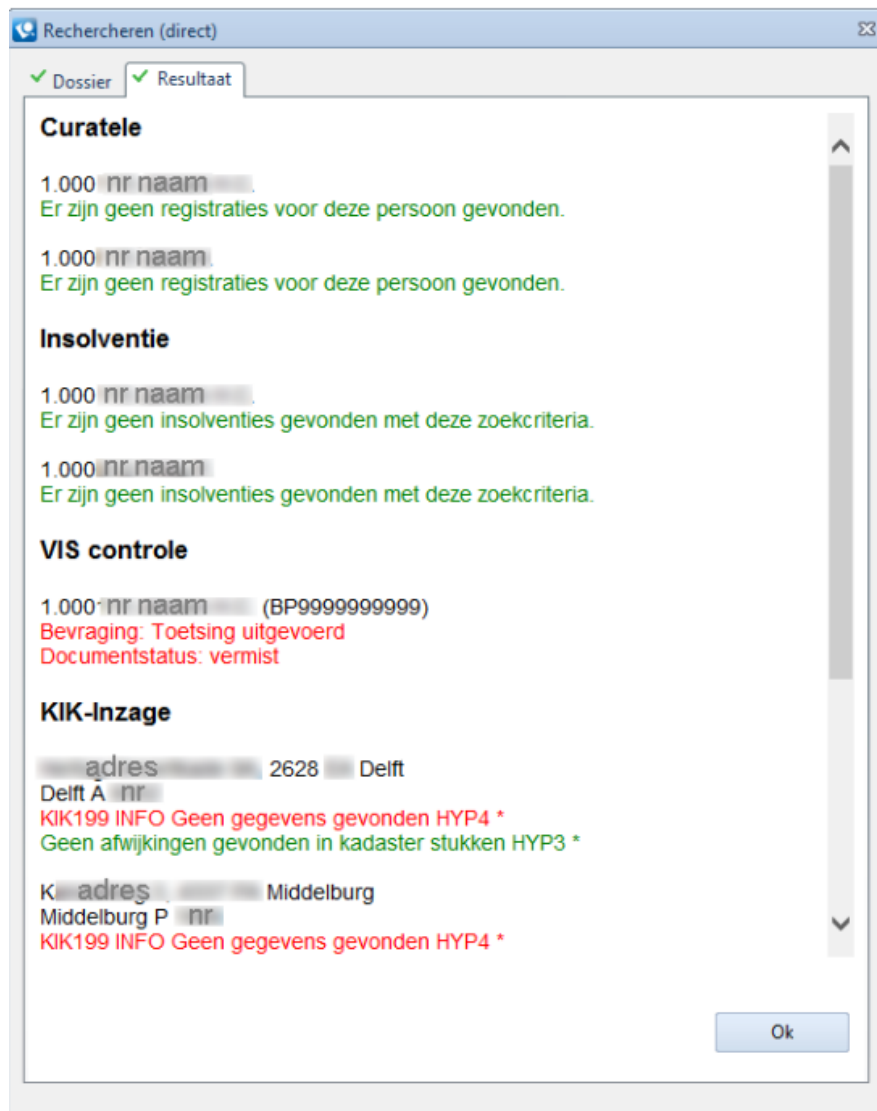 Rechercheren (direct)
Dossier
Resultaat
Curatele
1.000 nr naam
Er zijn geen registraties voor deze persoon gevonden.
1.000 nr naam
Er zijn geen registraties voor deze persoon gevonden.
Insolventie
1.000 nr naam
Er zijn geen insolventies gevonden met deze zoekcriteria.
1.000 nr naam
Er zijn geen insolventies gevonden met deze zoekcriteria.
VIS controle
1.000 nr naam (BP9999999999)
Bevraging: Toetsing uitgevoerd
Documentstatus: vermist
KIK-Inzage
adres , 2628 Delft
Delft A nr
KIK199 INFO Geen gegevens gevonden HYP4 *
Geen afwijkingen gevonden in kadaster stukken HYP3 *
adres Middelburg
Middelburg P nr
KIK199 INFO Geen gegevens gevonden HYP4 *
Ok